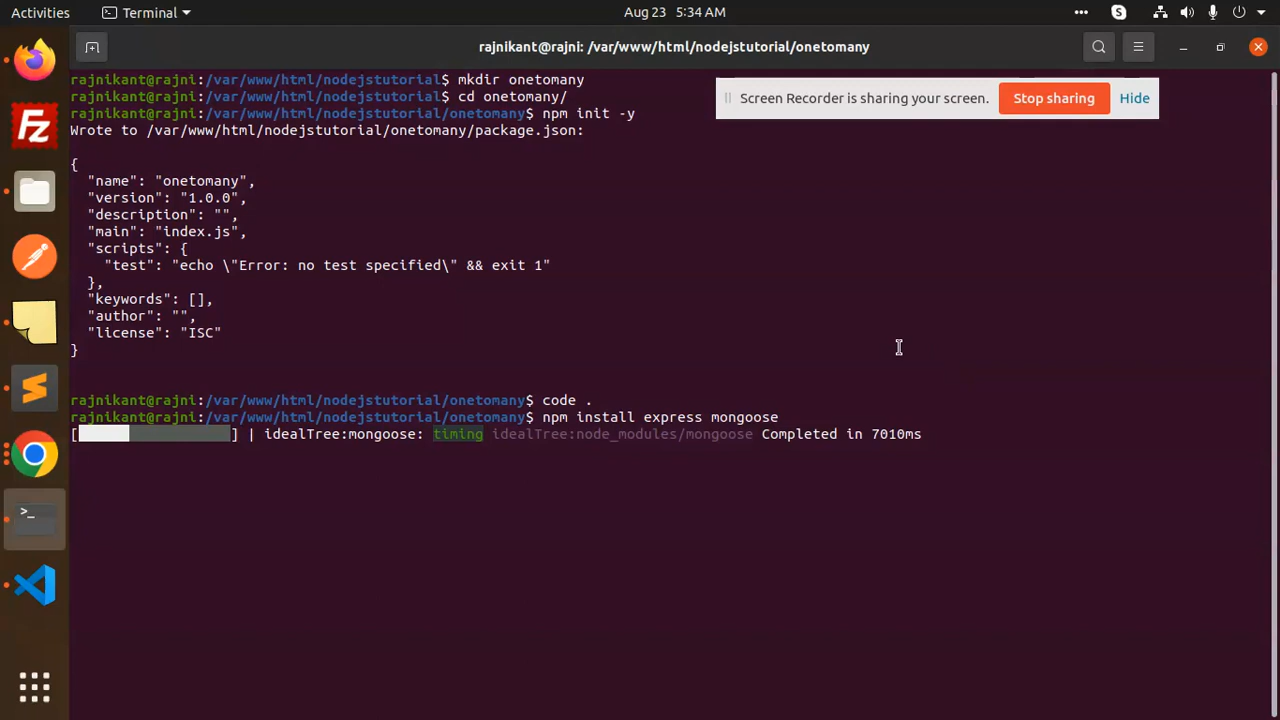 Activities Terminal Aug 23 5:34 AM
rajnikant@rajni: /var/www/html/nodejstutorial/onetomany
rajnikant@rajni:/var/www/html/nodejstutorial$ mkdir onetomany
rajnikant@rajni:/var/www/html/nodejstutorial$ cd onetomany/
Screen Recorder is sharing your screen. Stop sharing Hide
rajnikant@rajni:/var/www/html/nodejstutorial/onetomany$ npm init -y
Wrote to /var/www/html/nodejstutorial/onetomany/package.json:
{
"name": "onetomany",
"version": "1.0.0",
"description": "",
"main": "index.js",
"scripts": {
"test": "echo \"Error: no test specified\" && exit 1"
},
"keywords": [],
"author": "",
"license": "ISC"
}
rajnikant@rajni:/var/www/html/nodejstutorial/onetomany$ code .
rajnikant@rajni:/var/www/html/nodejstutorial/onetomany$ npm install express mongoose
[ ] | idealTree:mongoose: timing idealTree:node_modules/mongoose Completed in 7010ms